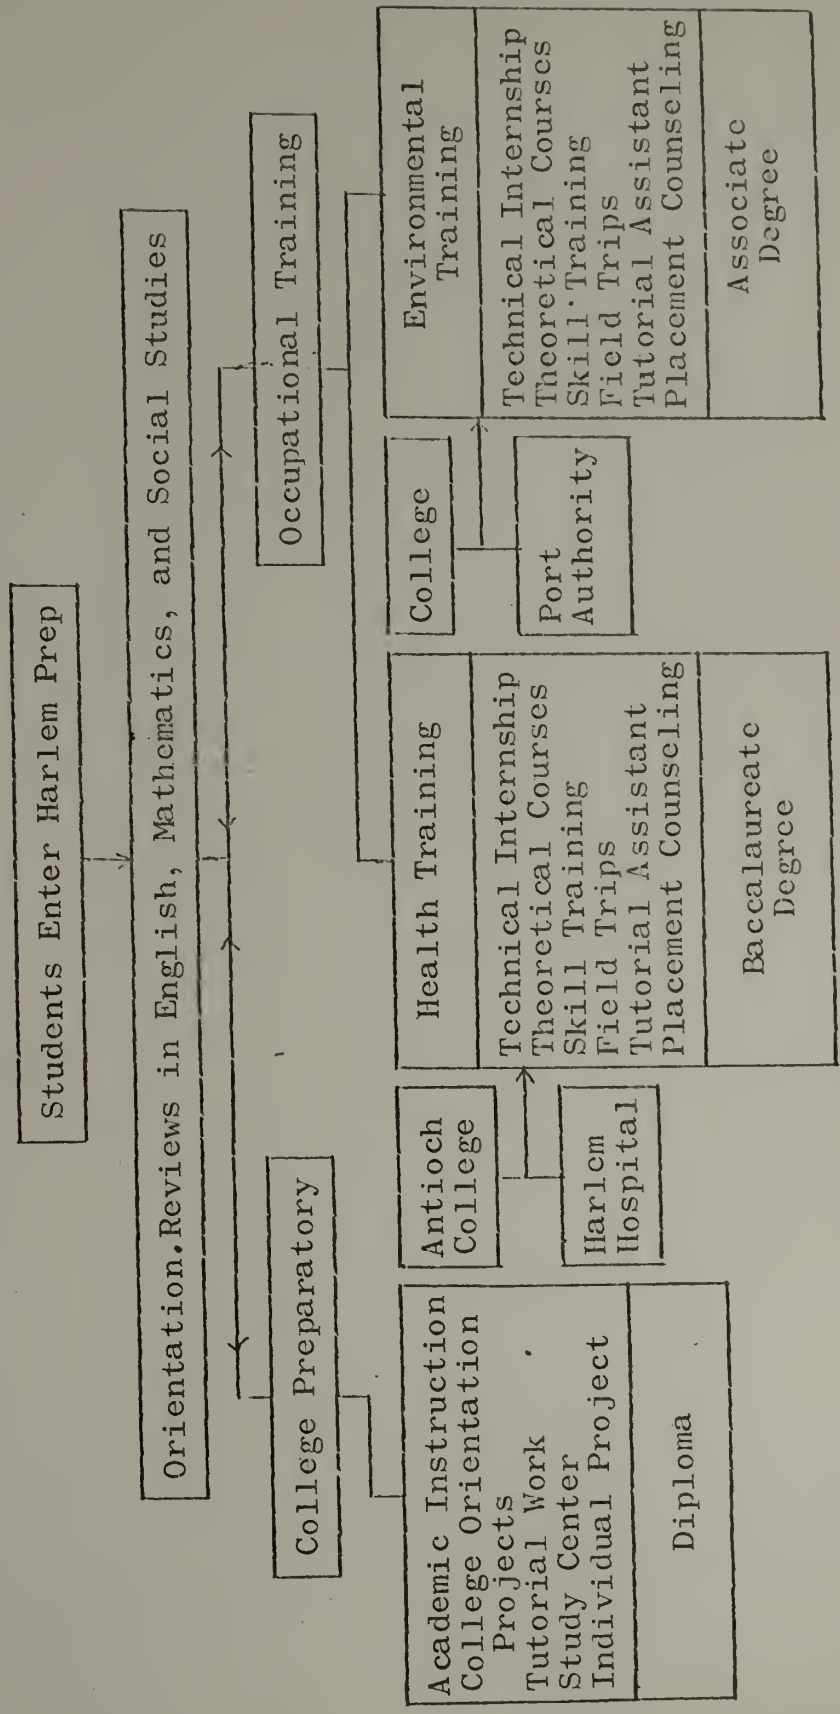 Students Enter Harlem Prep
Orientation.Reviews in English, Mathematics, and Social Studies
College Preparatory
Occupational Training
Academic Instruction
College Orientation
Projects
Tutorial Work
Study Center
Individual Project
Diploma
Antioch
College
Harlem
Hospital
Health Training
Technical Internship
Theoretical Courses
Skill Training
Field Trips
Tutorial Assistant
Placement Counseling
Baccalaureate
Degree
College
Port
Authority
Environmental
Training
Technical Internship
Theoretical Courses
Skill Training
Field Trips
Tutorial Assistant
Placement Counseling
Associate
Degree